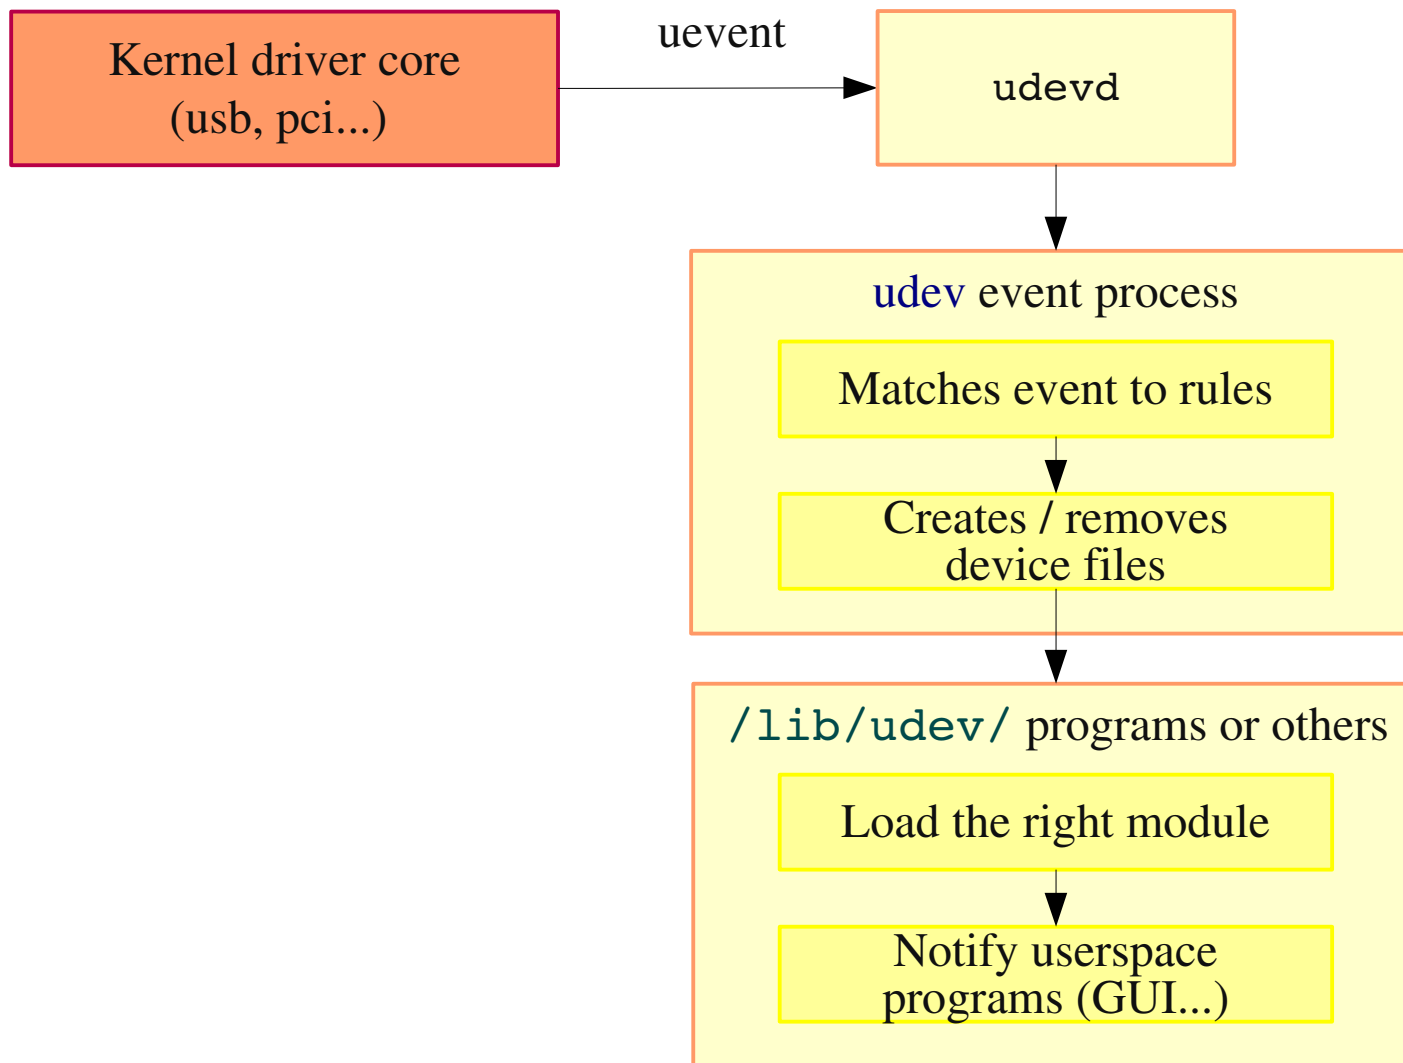 Kernel driver core
(usb, pci...)
uevent
udevd
udev event process
Matches event to rules
Creates / removes
device files
/lib/udev/ programs or others
Load the right module
Notify userspace
programs (GUI...)